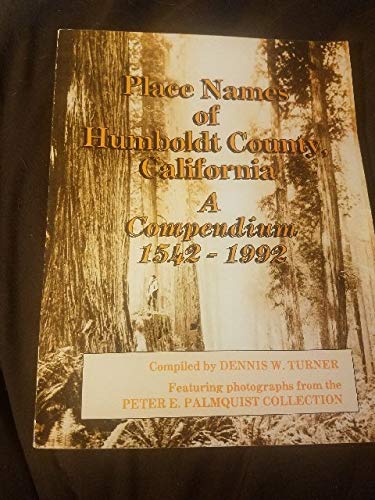 Place Names
of
Humboldt County,
California
A
Compendium
1542 - 1992
Compiled by DENNIS W. TURNER
Featuring photographs from the
PETER E. PALMQUIST COLLECTION